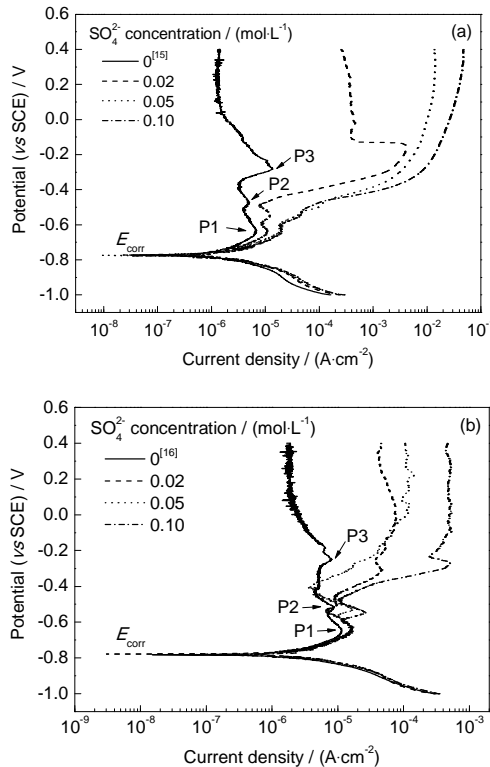 (a)
SO₄²⁻ concentration / (mol·L⁻¹)
0[15]
0.02
0.05
0.10
P3
P2
P1
Ecorr
0.6
0.4
0.2
0.0
-0.2
-0.4
-0.6
-0.8
-1.0
Potential (vs SCE) / V
10⁻⁸ 10⁻⁷ 10⁻⁶ 10⁻⁵ 10⁻⁴ 10⁻³ 10⁻² 10⁻¹
Current density / (A·cm⁻²)
(b)
SO₄²⁻ concentration / (mol·L⁻¹)
0[16]
0.02
0.05
0.10
P3
P2
P1
Ecorr
0.6
0.4
0.2
0.0
-0.2
-0.4
-0.6
-0.8
-1.0
Potential (vs SCE) / V
10⁻⁹ 10⁻⁸ 10⁻⁷ 10⁻⁶ 10⁻⁵ 10⁻⁴ 10⁻³
Current density / (A·cm⁻²)